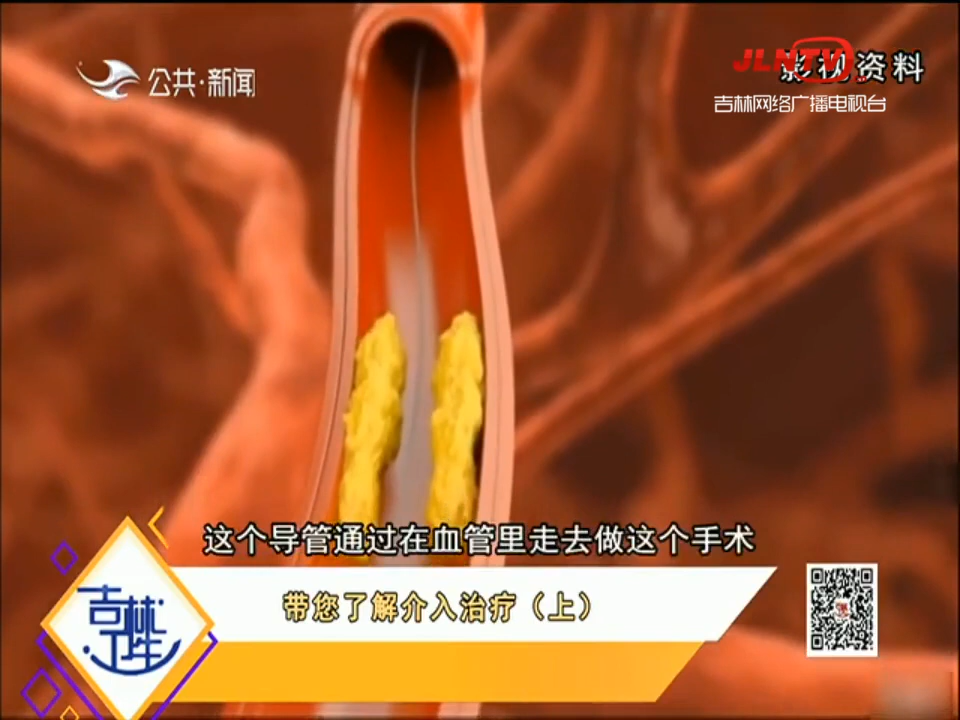 公共·新闻
JLNTV
影视资料
吉林网络广播电视台
这个导管通过在血管里走去做这个手术
带您了解介入治疗（上）
吉林
卫生